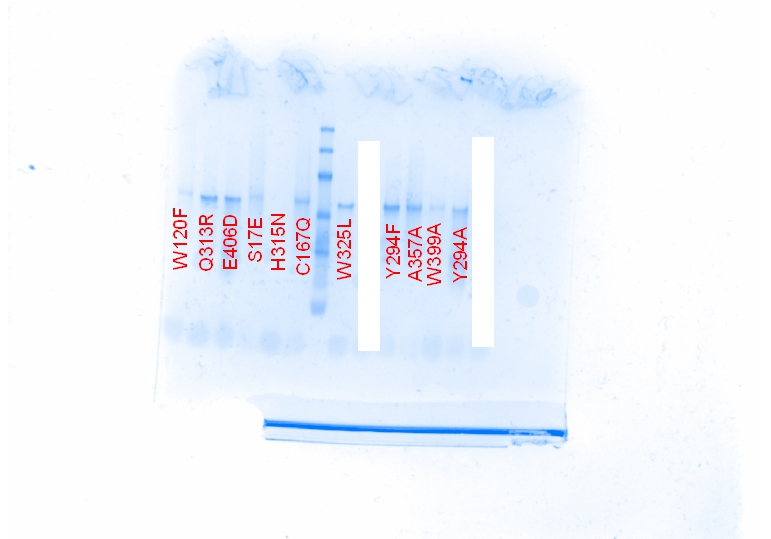 W120F
Q313R
E406D
S17E
H315N
C167Q
W325L
Y294F
A357A
W399A
Y294A